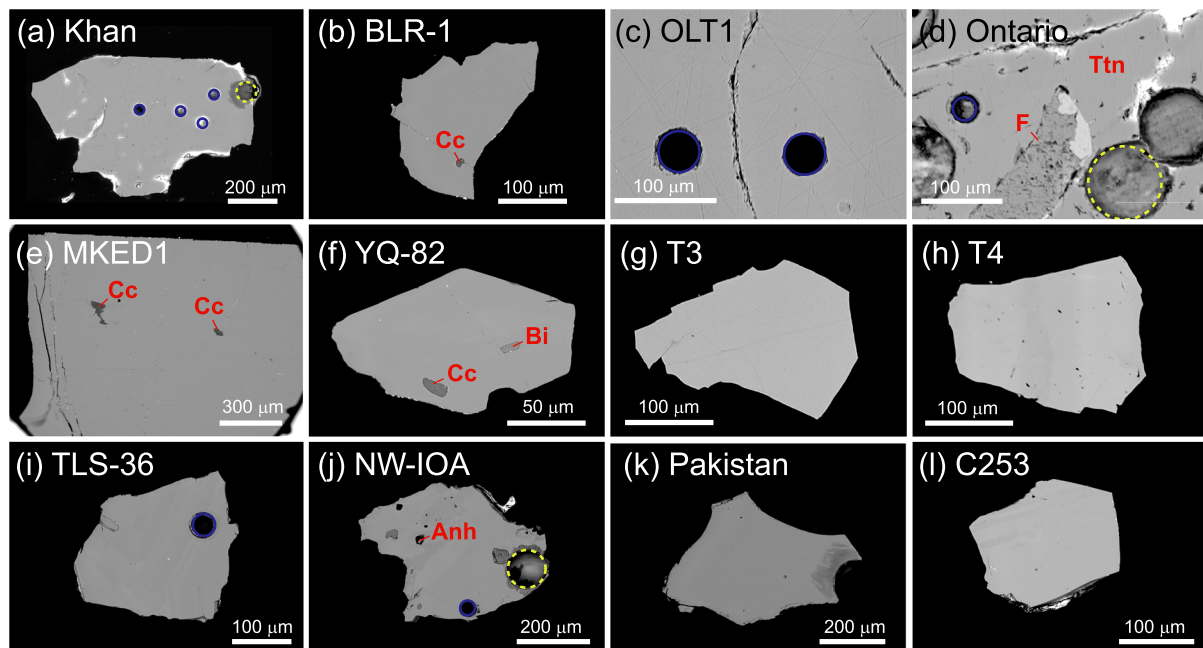 (a) Khan
200 μm
(b) BLR-1
Cc
100 μm
(c) OLT1
100 μm
(d) Ontario
Ttn
F
100 μm
(e) MKED1
Cc
Cc
300 μm
(f) YQ-82
Bi
Cc
50 μm
(g) T3
100 μm
(h) T4
100 μm
(i) TLS-36
100 μm
(j) NW-IOA
Anh
200 μm
(k) Pakistan
200 μm
(l) C253
100 μm